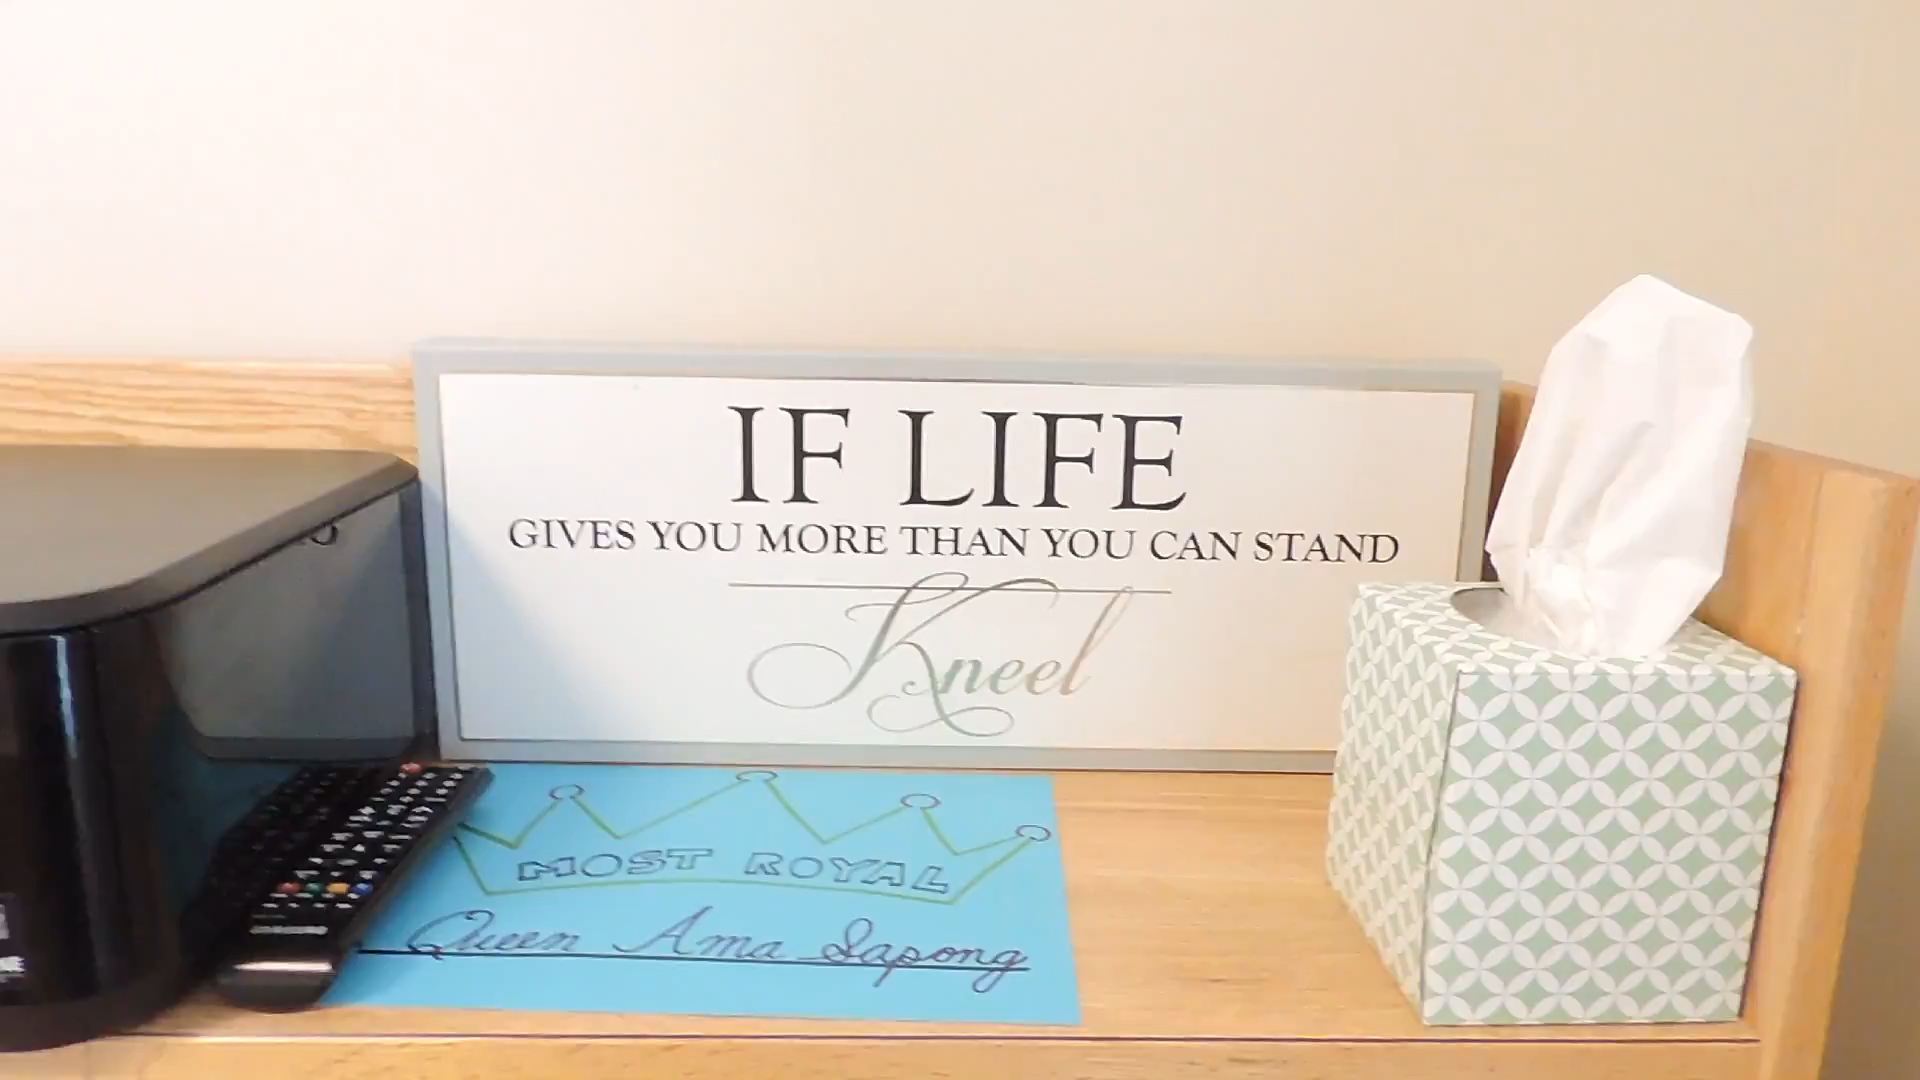 IF LIFE
GIVES YOU MORE THAN YOU CAN STAND
Kneel
MOST ROYAL
Queen Ama Sapong